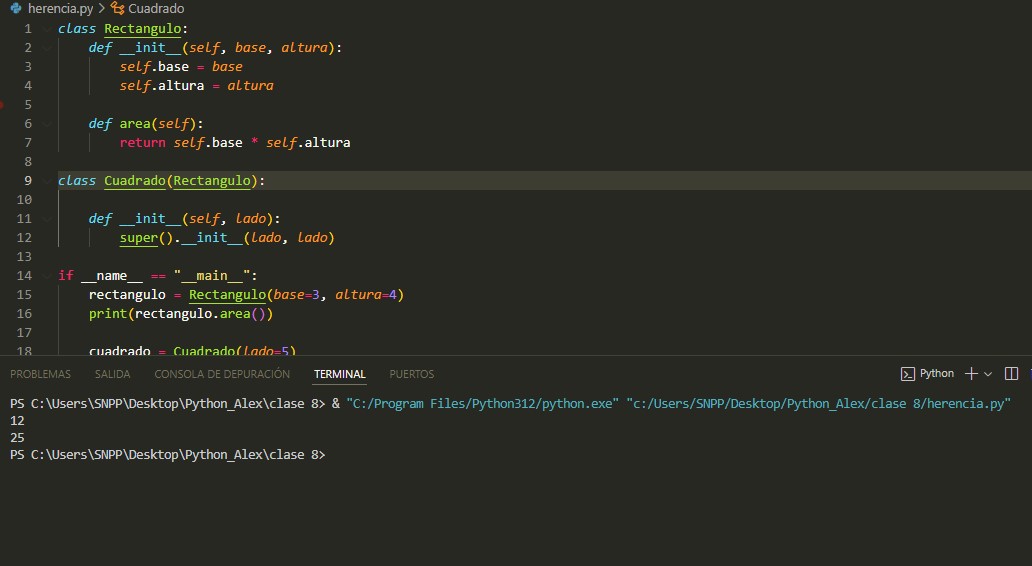 herencia.py > Cuadrado
1 class Rectangulo:
2     def __init__(self, base, altura):
3         self.base = base
4         self.altura = altura
5
6     def area(self):
7         return self.base * self.altura
8
9 class Cuadrado(Rectangulo):
10
11     def __init__(self, lado):
12         super().__init__(lado, lado)
13
14 if __name__ == "__main__":
15     rectangulo = Rectangulo(base=3, altura=4)
16     print(rectangulo.area())
17
18     cuadrado = Cuadrado(lado=5)
PROBLEMAS SALIDA CONSOLA DE DEPURACIÓN TERMINAL PUERTOS Python
PS C:\Users\SNPP\Desktop\Python_Alex\clase 8> & "C:/Program Files/Python312/python.exe" "c:/Users/SNPP/Desktop/Python_Alex/clase 8/herencia.py"
12
25
PS C:\Users\SNPP\Desktop\Python_Alex\clase 8>